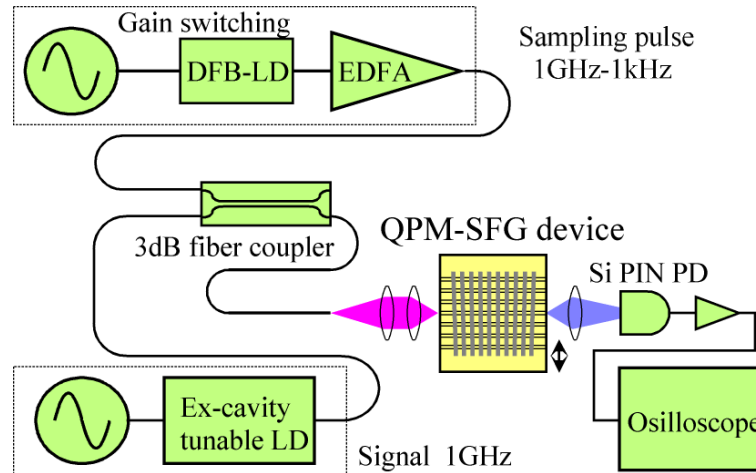 Gain switching
DFB-LD
EDFA
Sampling pulse
1GHz-1kHz
3dB fiber coupler
QPM-SFG device
Si PIN PD
Ex-cavity
tunable LD
Signal 1GHz
Osilloscope